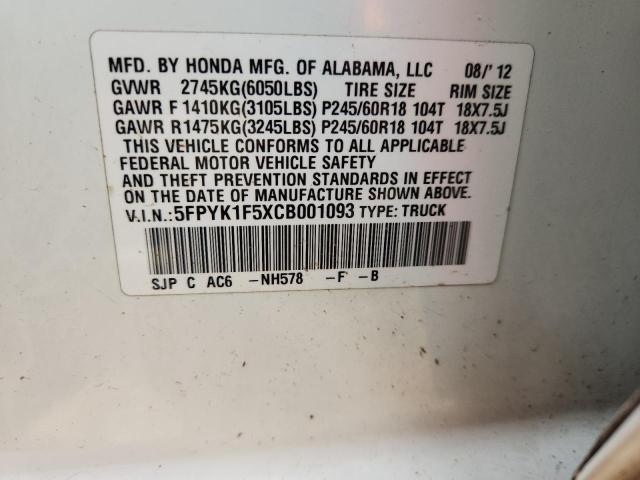 MFD. BY HONDA MFG. OF ALABAMA, LLC 08/'12
GVWR 2745KG(6050LBS) TIRE SIZE RIM SIZE
GAWR F 1410KG(3105LBS) P245/60R18 104T 18X7.5J
GAWR R 1475KG(3245LBS) P245/60R18 104T 18X7.5J
THIS VEHICLE CONFORMS TO ALL APPLICABLE
FEDERAL MOTOR VEHICLE SAFETY
AND THEFT PREVENTION STANDARDS IN EFFECT
ON THE DATE OF MANUFACTURE SHOWN ABOVE.
V.I.N.:5FPYK1F5XCB001093 TYPE: TRUCK
SJP C AC6 -NH578 -F -B